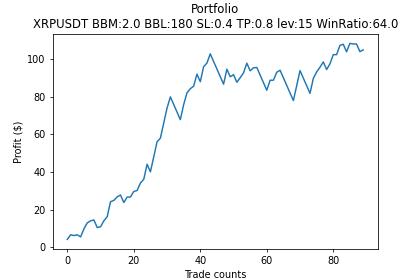 Portfolio
XRPUSDT BBM:2.0 BBL:180 SL:0.4 TP:0.8 lev:15 WinRatio:64.0
100
80
60
40
20
0
Profit ($)
0 20 40 60 80
Trade counts